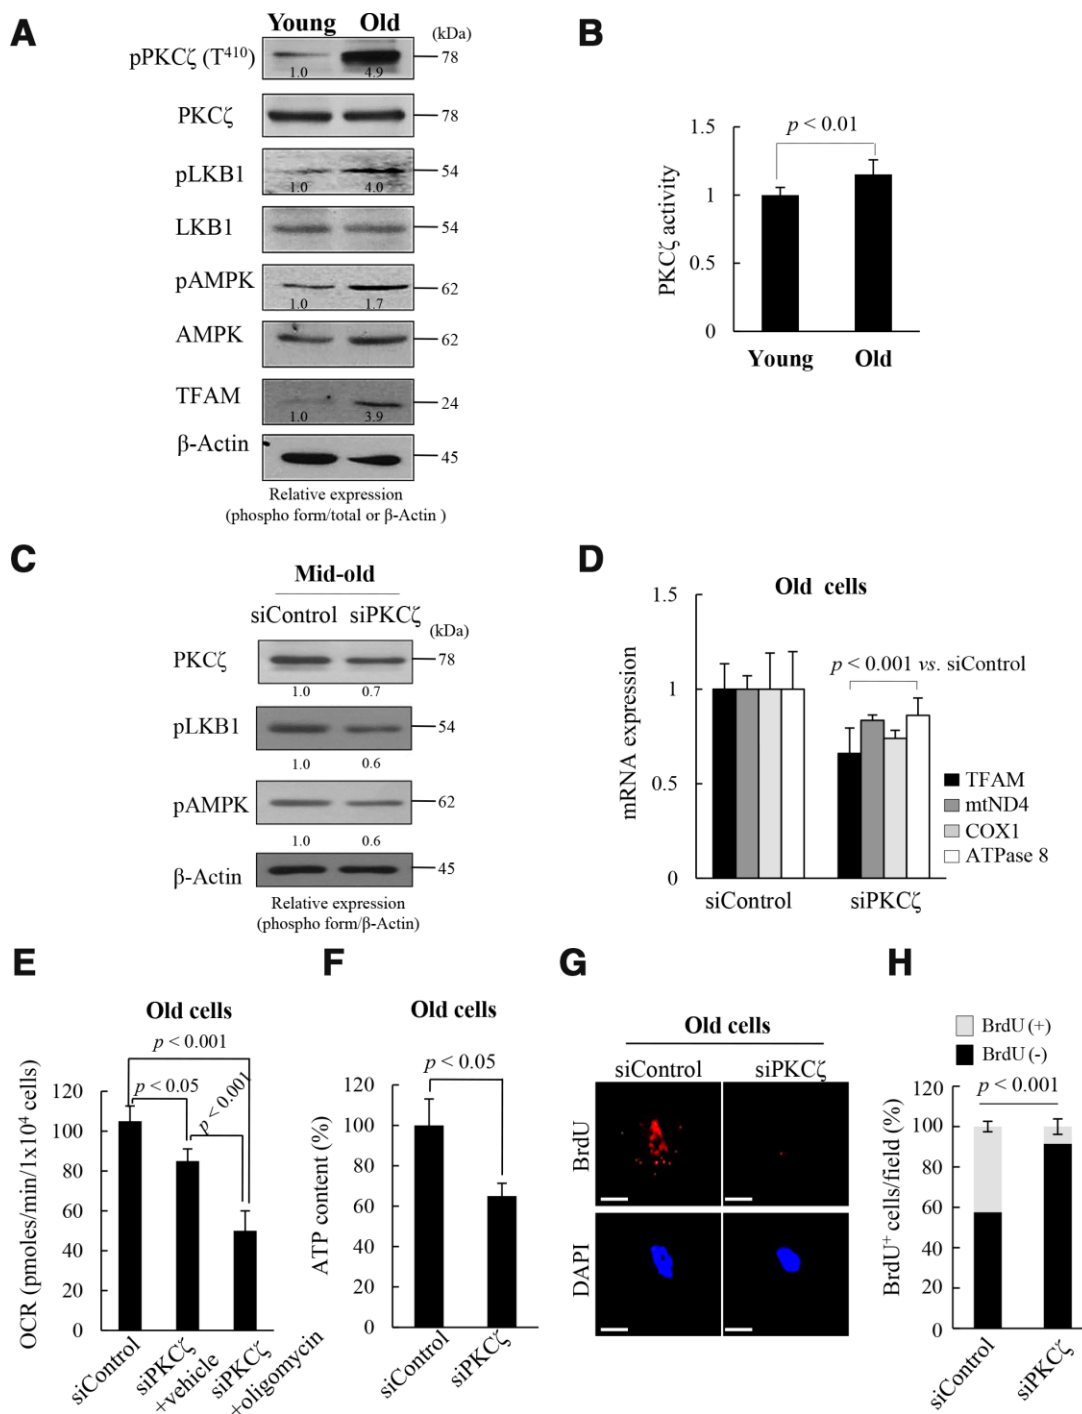 A
Young Old
(kDa)
pPKCζ (T⁴¹⁰)
1.0 4.9
78
PKCζ
78
pLKB1
1.0 4.0
54
LKB1
54
pAMPK
1.0 1.7
62
AMPK
62
TFAM
1.0 3.9
24
β-Actin
45
Relative expression
(phospho form/total or β-Actin )
B
PKCζ activity
1.5
1
0.5
0
p < 0.01
Young Old
C
Mid-old
siControl siPKCζ
(kDa)
PKCζ
78
1.0 0.7
pLKB1
54
1.0 0.6
pAMPK
62
1.0 0.6
β-Actin
45
Relative expression
(phospho form/β-Actin)
D
Old cells
mRNA expression
1.5
1
0.5
0
p < 0.001 vs. siControl
TFAM
mtND4
COX1
ATPase 8
siControl siPKCζ
E
Old cells
OCR (pmoles/min/1x10⁴ cells)
p < 0.001
p < 0.05
p < 0.001
120
100
80
60
40
20
0
siControl
siPKCζ
+vehicle
siPKCζ
+oligomycin
F
Old cells
ATP content (%)
p < 0.05
120
100
80
60
40
20
0
siControl
siPKCζ
G
Old cells
siControl siPKCζ
BrdU
DAPI
H
BrdU (+)
BrdU (-)
p < 0.001
BrdU⁺ cells/field (%)
120
100
80
60
40
20
0
siControl
siPKCζ